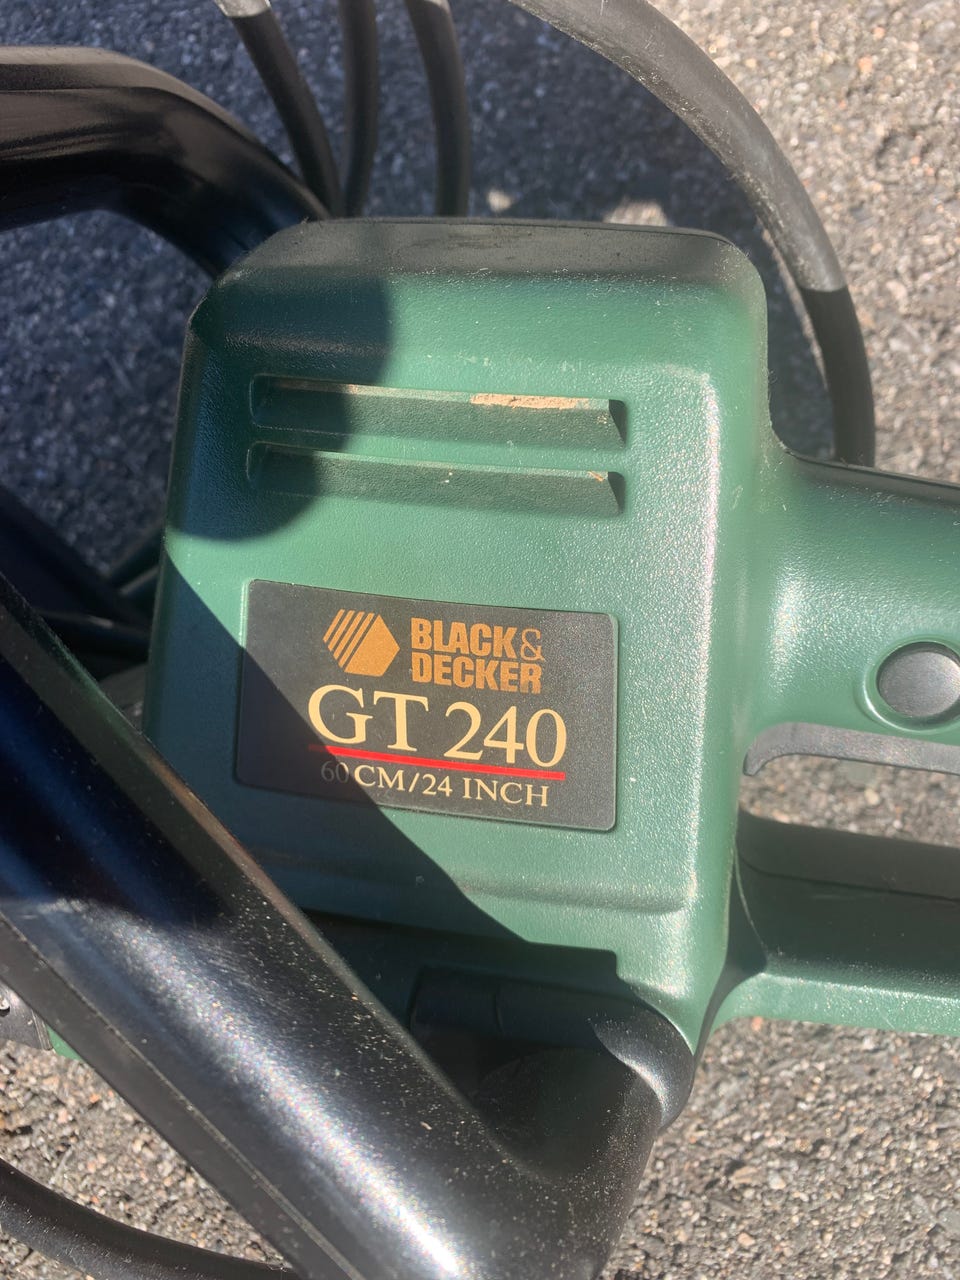 BLACK&
DECKER
GT 240
60 CM/24 INCH